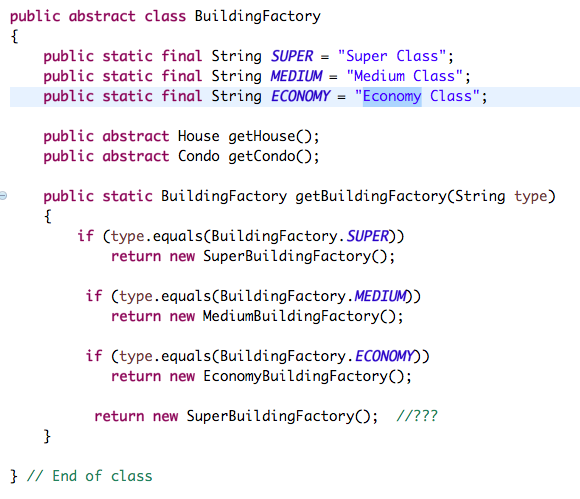 public abstract class BuildingFactory
{
    public static final String SUPER = "Super Class";
    public static final String MEDIUM = "Medium Class";
    public static final String ECONOMY = "Economy Class";

    public abstract House getHouse();
    public abstract Condo getCondo();

    public static BuildingFactory getBuildingFactory(String type)
    {
        if (type.equals(BuildingFactory.SUPER))
            return new SuperBuildingFactory();

         if (type.equals(BuildingFactory.MEDIUM))
            return new MediumBuildingFactory();

         if (type.equals(BuildingFactory.ECONOMY))
            return new EconomyBuildingFactory();

          return new SuperBuildingFactory();  //???
    }

} // End of class